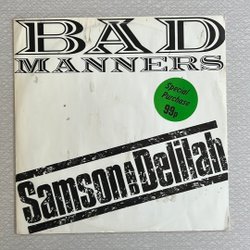 BAD
MANNERS
Special
Purchase
99p
Samson and Delilah